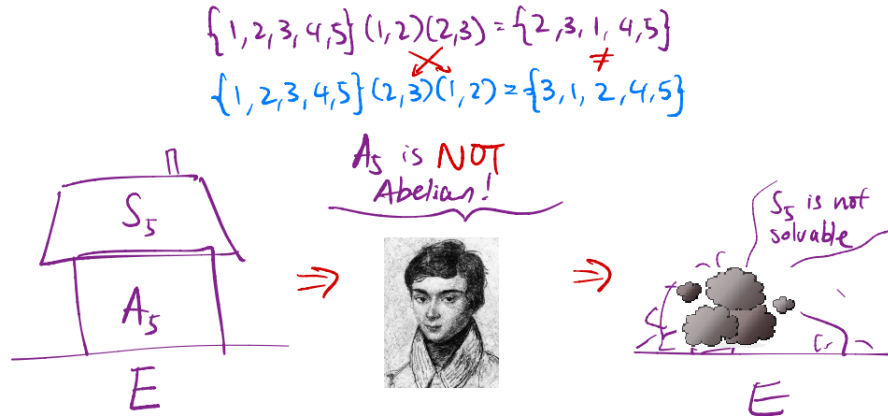 {1,2,3,4,5}(1,2)(2,3)={2,3,1,4,5}
≠
{1,2,3,4,5}(2,3)(1,2)={3,1,2,4,5}
A₅ is NOT
Abelian!
S₅
A₅
E
⇒
⇒
S₅ is not
solvable
E